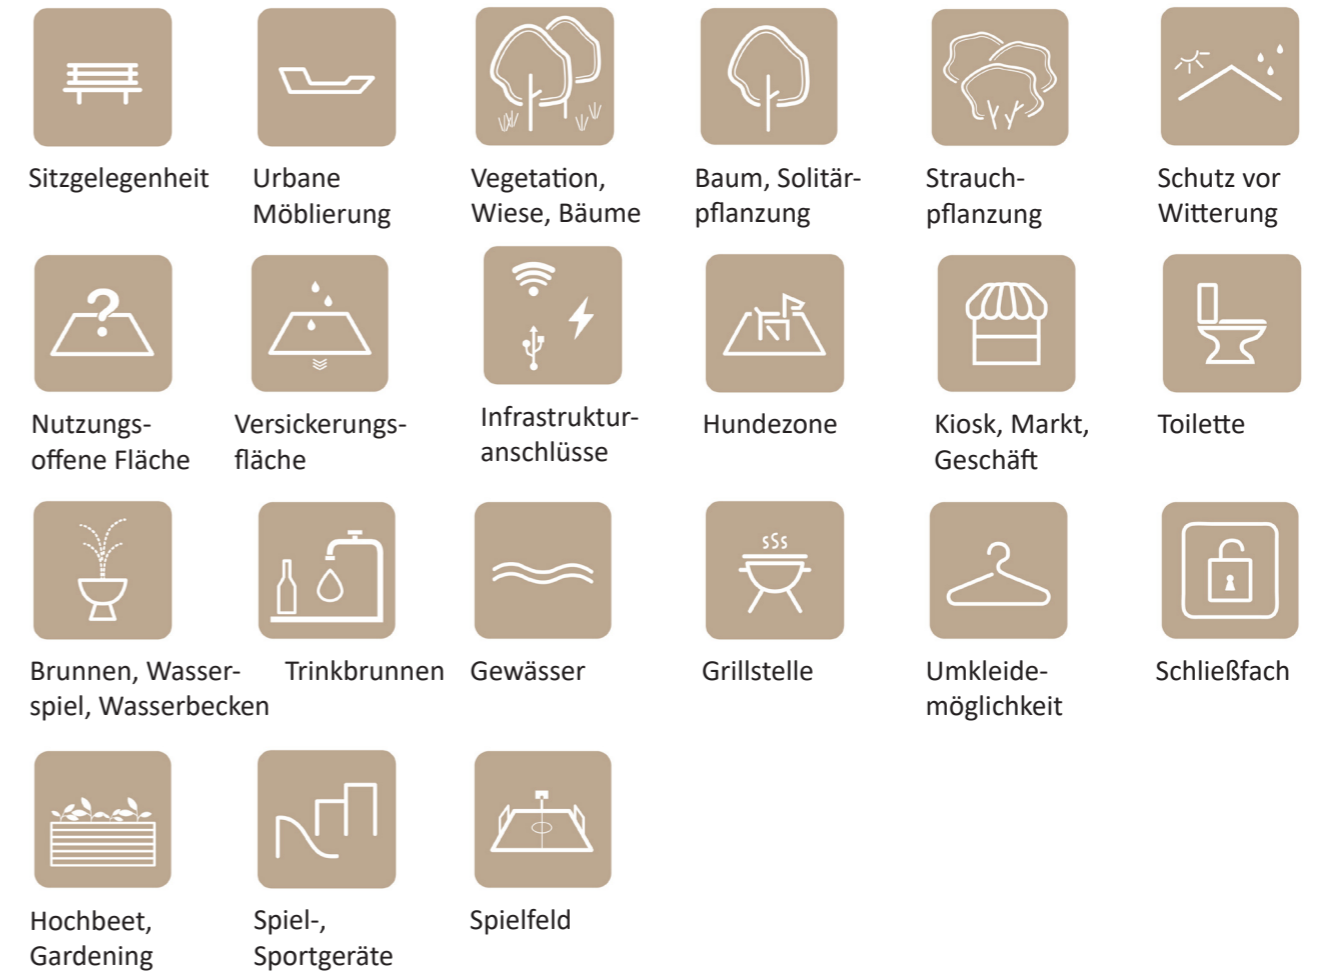 Sitzgelegenheit
Urbane
Möblierung
Vegetation,
Wiese, Bäume
Baum, Solitär-
pflanzung
Strauch-
pflanzung
Schutz vor
Witterung
?
Nutzungs-
offene Fläche
Versickerungs-
fläche
Infrastruktur-
anschlüsse
Hundezone
Kiosk, Markt,
Geschäft
Toilette
Brunnen, Wasser-
spiel, Wasserbecken
Trinkbrunnen
Gewässer
sSs
Grillstelle
Umkleide-
möglichkeit
Schließfach
Hochbeet,
Gardening
Spiel-,
Sportgeräte
Spielfeld